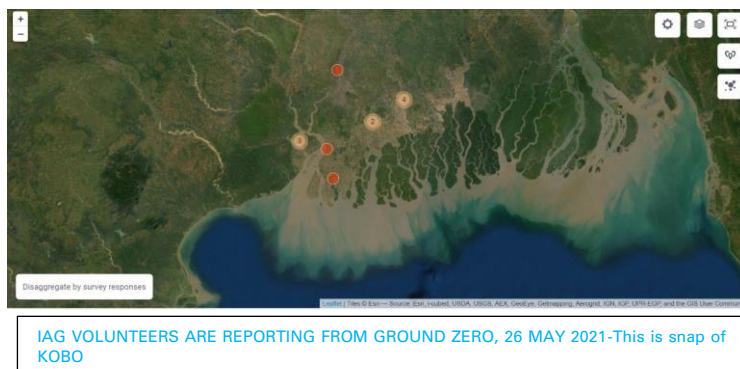 +
−
4
2
Disaggregate by survey responses
Leaflet | Tiles © Esri — Source: Esri, i-cubed, USDA, USGS, AEX, GeoEye, Getmapping, Aerogrid, IGN, IGP, UPR-EGP, and the GIS User Commun
IAG VOLUNTEERS ARE REPORTING FROM GROUND ZERO, 26 MAY 2021-This is snap of
KOBO